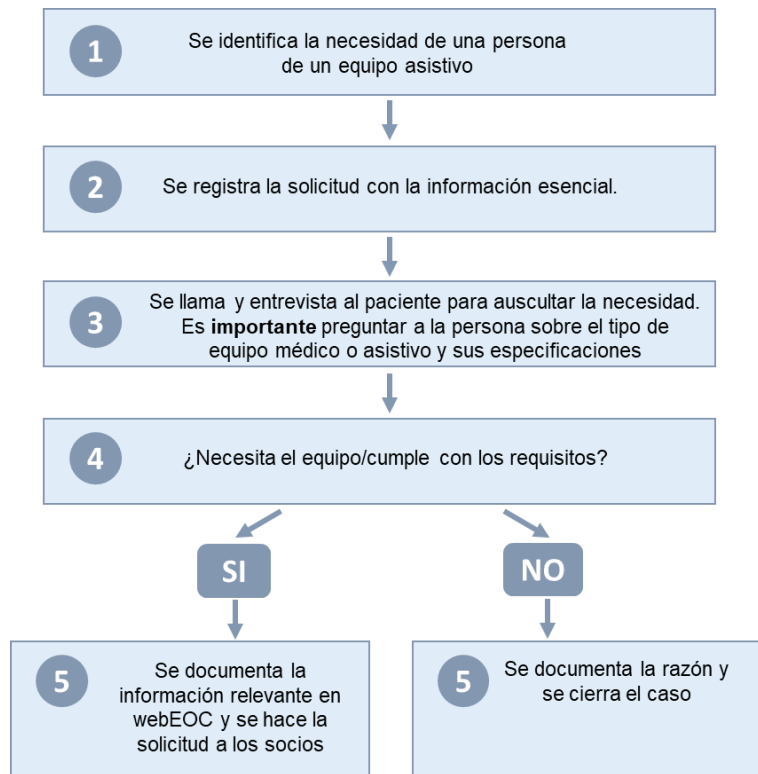 1
Se identifica la necesidad de una persona
de un equipo asistivo
2
Se registra la solicitud con la información esencial.
3
Se llama y entrevista al paciente para auscultar la necesidad.
Es importante preguntar a la persona sobre el tipo de
equipo médico o asistivo y sus especificaciones
4
¿Necesita el equipo/cumple con los requisitos?
SI
NO
5
Se documenta la
información relevante en
webEOC y se hace la
solicitud a los socios
5
Se documenta la razón y
se cierra el caso